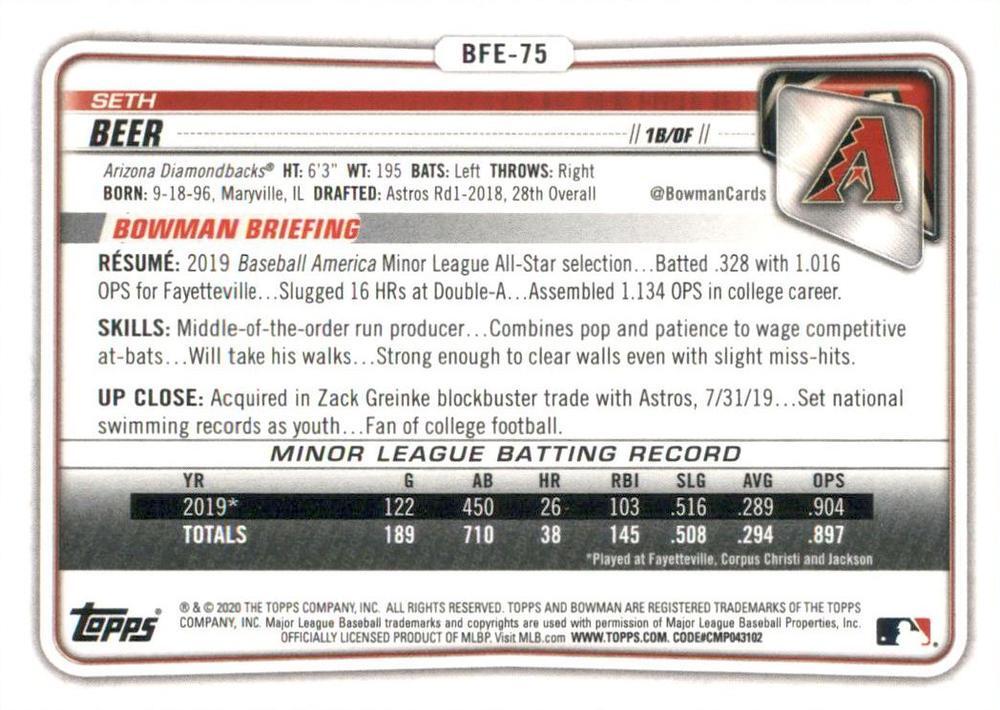 BFE-75
SETH
BEER // 1B/OF //
Arizona Diamondbacks® HT: 6'3" WT: 195 BATS: Left THROWS: Right
BORN: 9-18-96, Maryville, IL DRAFTED: Astros Rd1-2018, 28th Overall @BowmanCards
A
BOWMAN BRIEFING
RÉSUMÉ: 2019 Baseball America Minor League All-Star selection...Batted .328 with 1.016
OPS for Fayetteville...Slugged 16 HRs at Double-A...Assembled 1.134 OPS in college career.
SKILLS: Middle-of-the-order run producer...Combines pop and patience to wage competitive
at-bats...Will take his walks...Strong enough to clear walls even with slight miss-hits.
UP CLOSE: Acquired in Zack Greinke blockbuster trade with Astros, 7/31/19...Set national
swimming records as youth...Fan of college football.
MINOR LEAGUE BATTING RECORD
YR G AB HR RBI SLG AVG OPS
2019* 122 450 26 103 .516 .289 .904
TOTALS 189 710 38 145 .508 .294 .897
*Played at Fayetteville, Corpus Christi and Jackson
Topps®
® & © 2020 THE TOPPS COMPANY, INC. ALL RIGHTS RESERVED. TOPPS AND BOWMAN ARE REGISTERED TRADEMARKS OF THE TOPPS
COMPANY, INC. Major League Baseball trademarks and copyrights are used with permission of Major League Baseball Properties, Inc.
OFFICIALLY LICENSED PRODUCT OF MLBP. Visit MLB.com WWW.TOPPS.COM. CODE#CMP043102